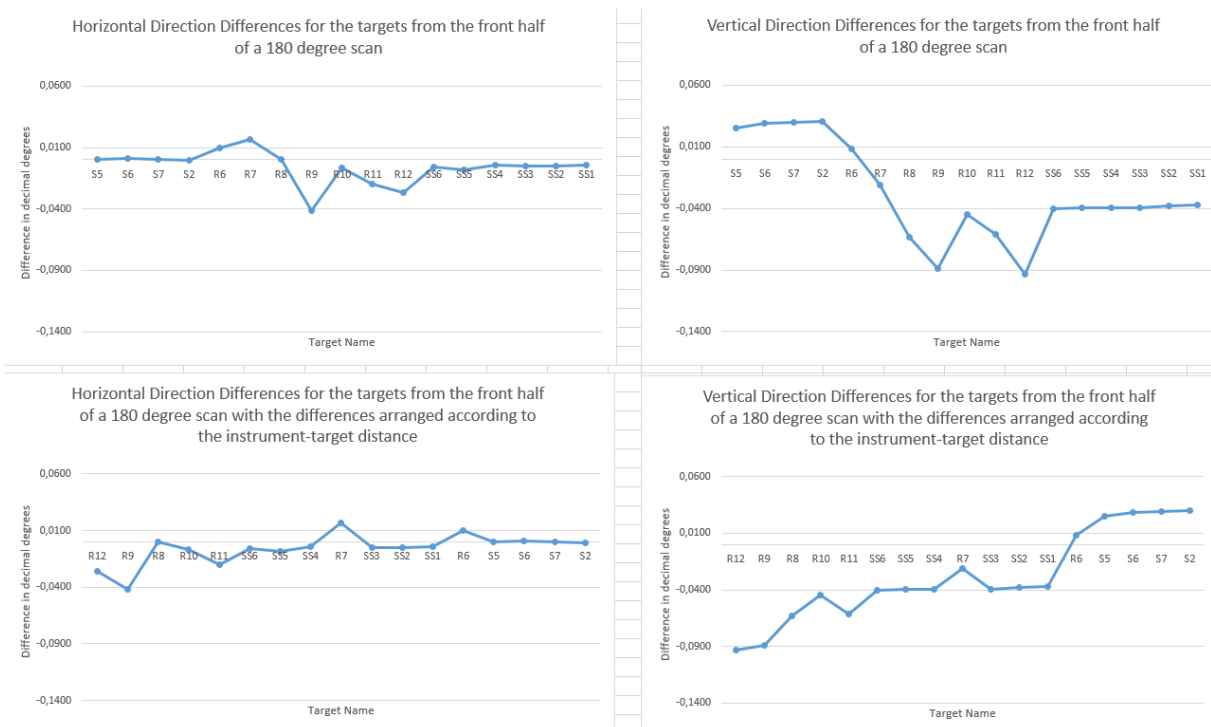 Horizontal Direction Differences for the targets from the front half
of a 180 degree scan
0,0600
0,0100
-0,0400
-0,0900
-0,1400
Difference in decimal degrees
S5 S6 S7 S2 R6 R7 R8 R9 R10 R11 R12 SS6 SS5 SS4 SS3 SS2 SS1
Target Name
Vertical Direction Differences for the targets from the front half
of a 180 degree scan
0,0600
0,0100
-0,0400
-0,0900
-0,1400
Difference in decimal degrees
S5 S6 S7 S2 R6 R7 R8 R9 R10 R11 R12 SS6 SS5 SS4 SS3 SS2 SS1
Target Name
Horizontal Direction Differences for the targets from the front half
of a 180 degree scan with the differences arranged according to
the instrument-target distance
0,0600
0,0100
-0,0400
-0,0900
-0,1400
Difference in decimal degrees
R12 R9 R8 R10 R11 SS6 SS5 SS4 R7 SS3 SS2 SS1 R6 S5 S6 S7 S2
Target Name
Vertical Direction Differences for the targets from the front half
of a 180 degree scan with the differences arranged according
to the instrument-target distance
0,0600
0,0100
-0,0400
-0,0900
-0,1400
Difference in decimal degrees
R12 R9 R8 R10 R11 SS6 SS5 SS4 R7 SS3 SS2 SS1 R6 S5 S6 S7 S2
Target Name